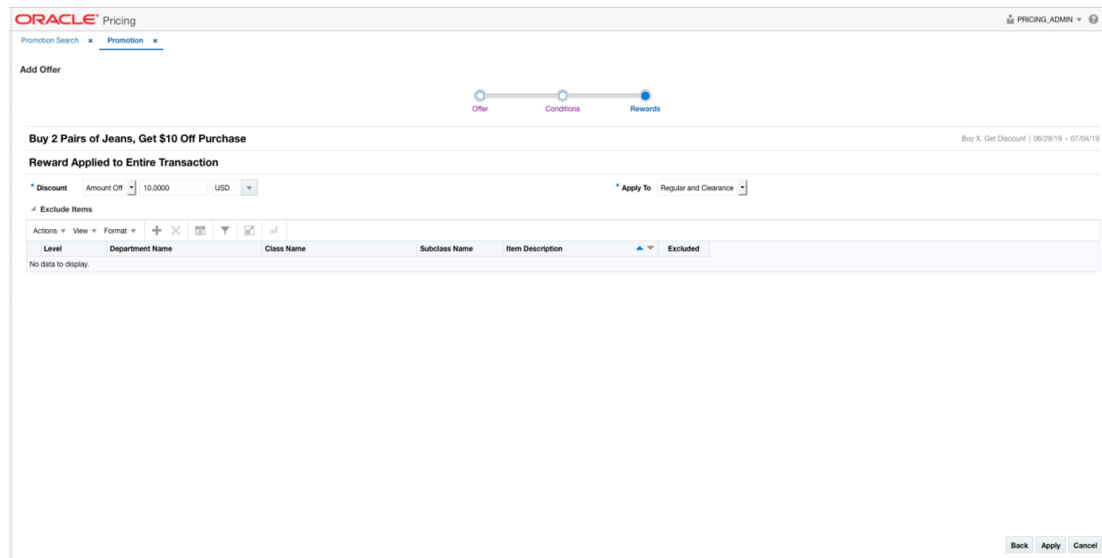 ORACLE® Pricing
PRICING_ADMIN
Promotion Search Promotion
Add Offer
Offer Conditions Rewards
Buy 2 Pairs of Jeans, Get $10 Off Purchase Buy X, Get Discount | 06/29/19 - 07/04/19
Reward Applied to Entire Transaction
* Discount Amount Off 10.0000 USD * Apply To Regular and Clearance
Exclude Items
Actions View Format
Level Department Name Class Name Subclass Name Item Description Excluded
No data to display.
Back Apply Cancel